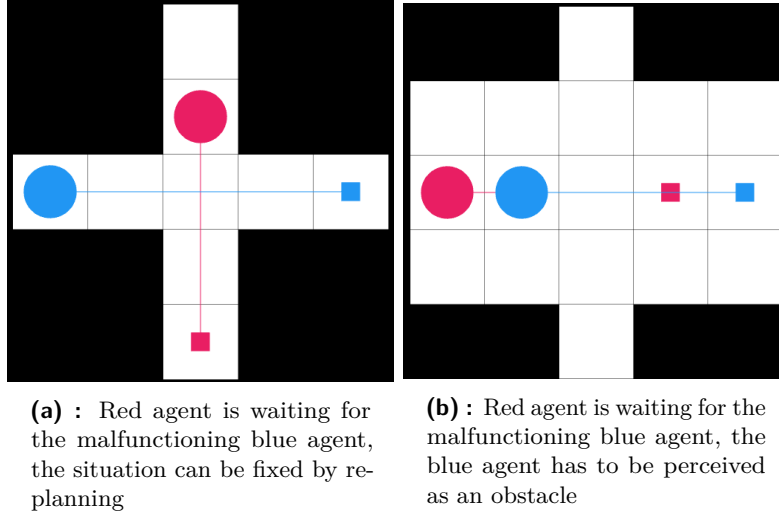 (a) : Red agent is waiting for
the malfunctioning blue agent,
the situation can be fixed by re-
planning
(b) : Red agent is waiting for the
malfunctioning blue agent, the
blue agent has to be perceived
as an obstacle